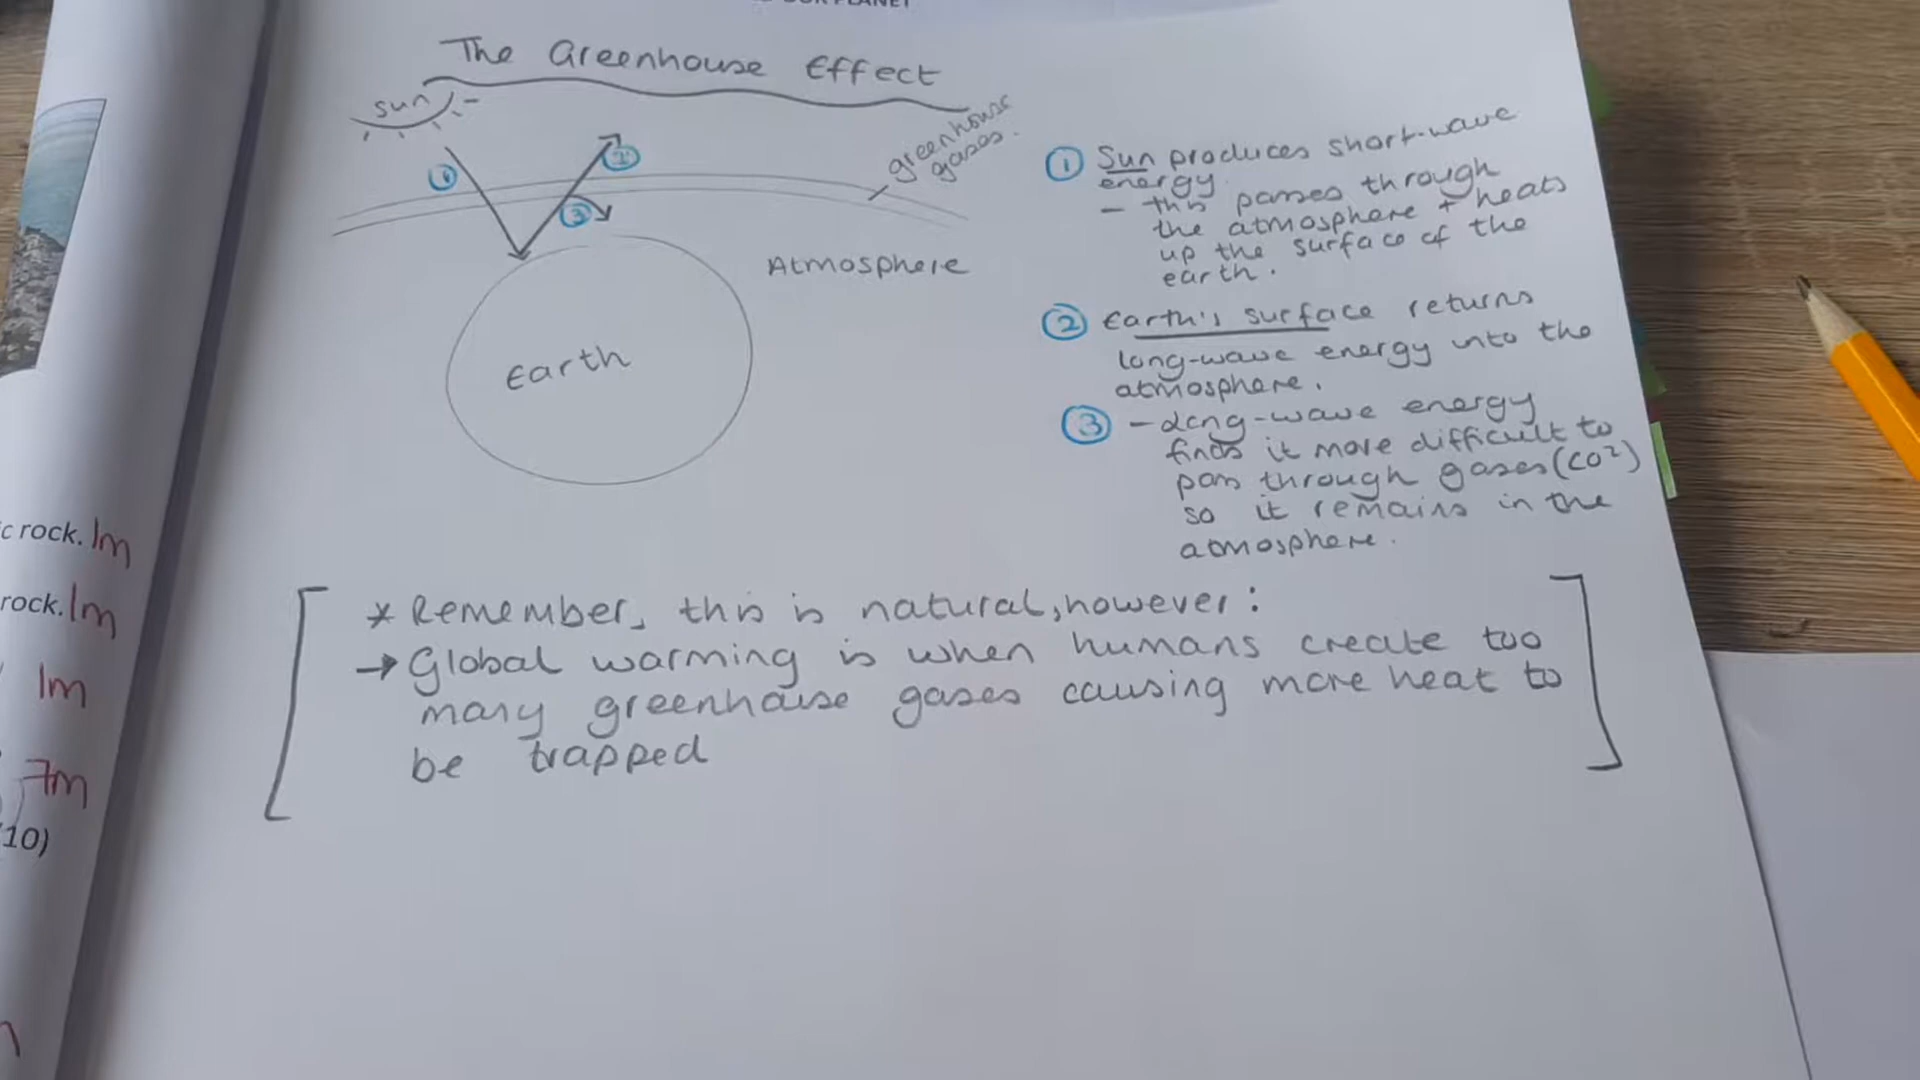 OUR PLANET
The Greenhouse Effect
sun
greenhouse
gases.
1
2
3
Atmosphere
Earth
1 Sun produces short-wave
energy
- this passes through
the atmosphere + heats
up the surface of the
earth.
2 Earth's surface returns
long-wave energy into the
atmosphere.
3 - Long-wave energy
finds it more difficult to
pass through gases (CO²)
so it remains in the
atmosphere.
* Remember, this is natural, however:
→ Global warming is when humans create too
many greenhouse gases causing more heat to
be trapped
c rock. 1m
rock. 1m
1m
7m
10)